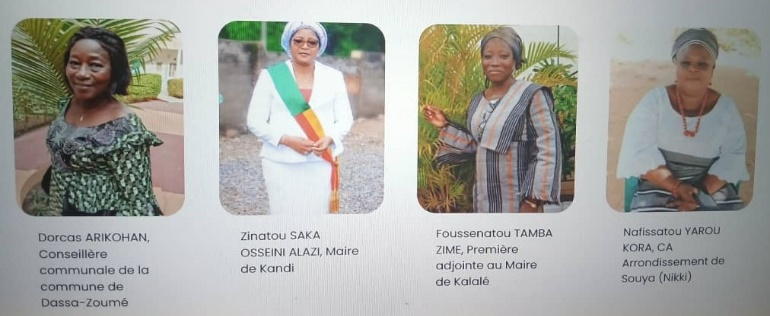 Dorcas ARIKOHAN,
Conseillère
communale de la
commune de
Dassa-Zoumé
Zinatou SAKA
OSSEINI ALAZI, Maire
de Kandi
Foussenatou TAMBA
ZIME, Première
adjointe au Maire
de Kalalé
Nafissatou YAROU
KORA, CA
Arrondissement de
Souya (Nikki)